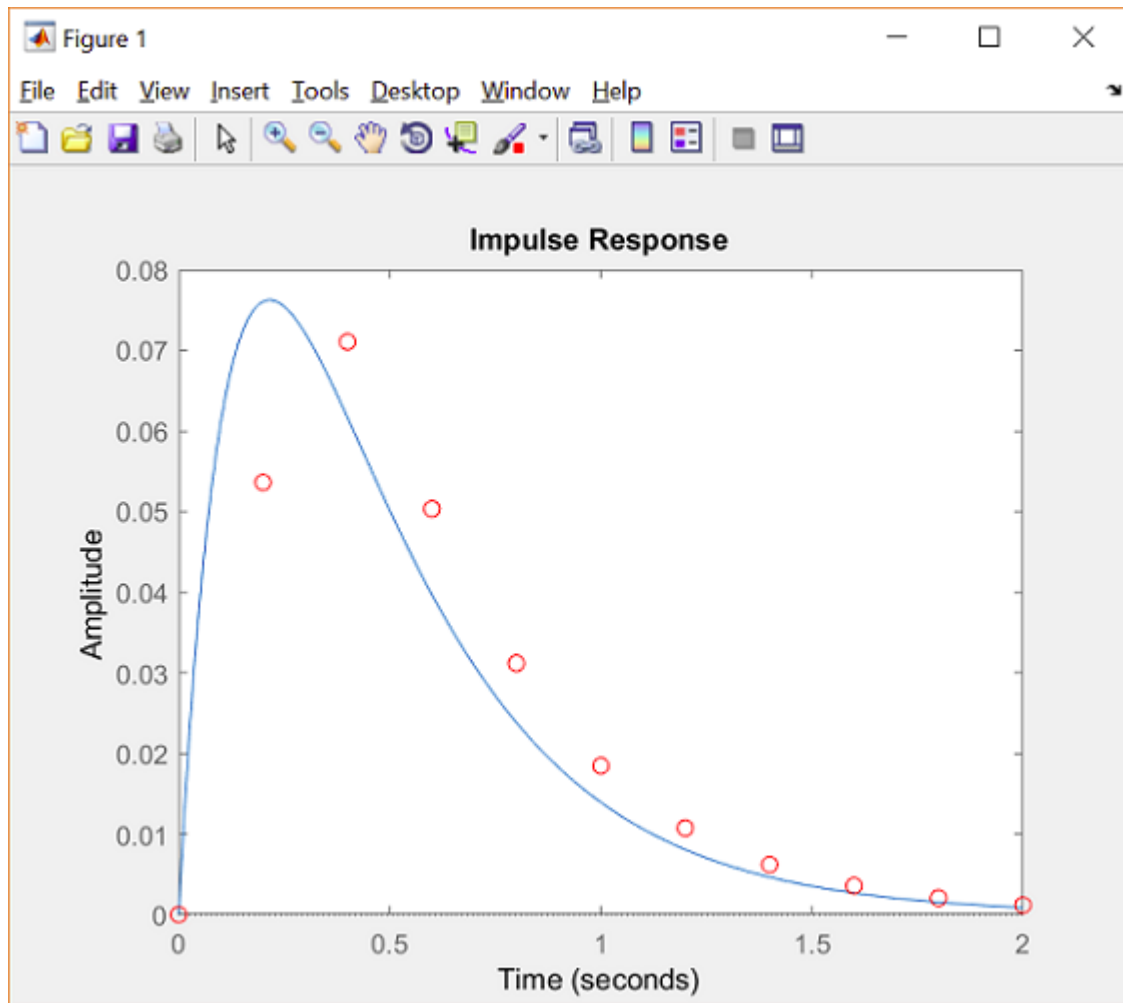 Figure 1
File Edit View Insert Tools Desktop Window Help
Impulse Response
0.08
0.07
0.06
0.05
0.04
0.03
0.02
0.01
0
Amplitude
0 0.5 1 1.5 2
Time (seconds)